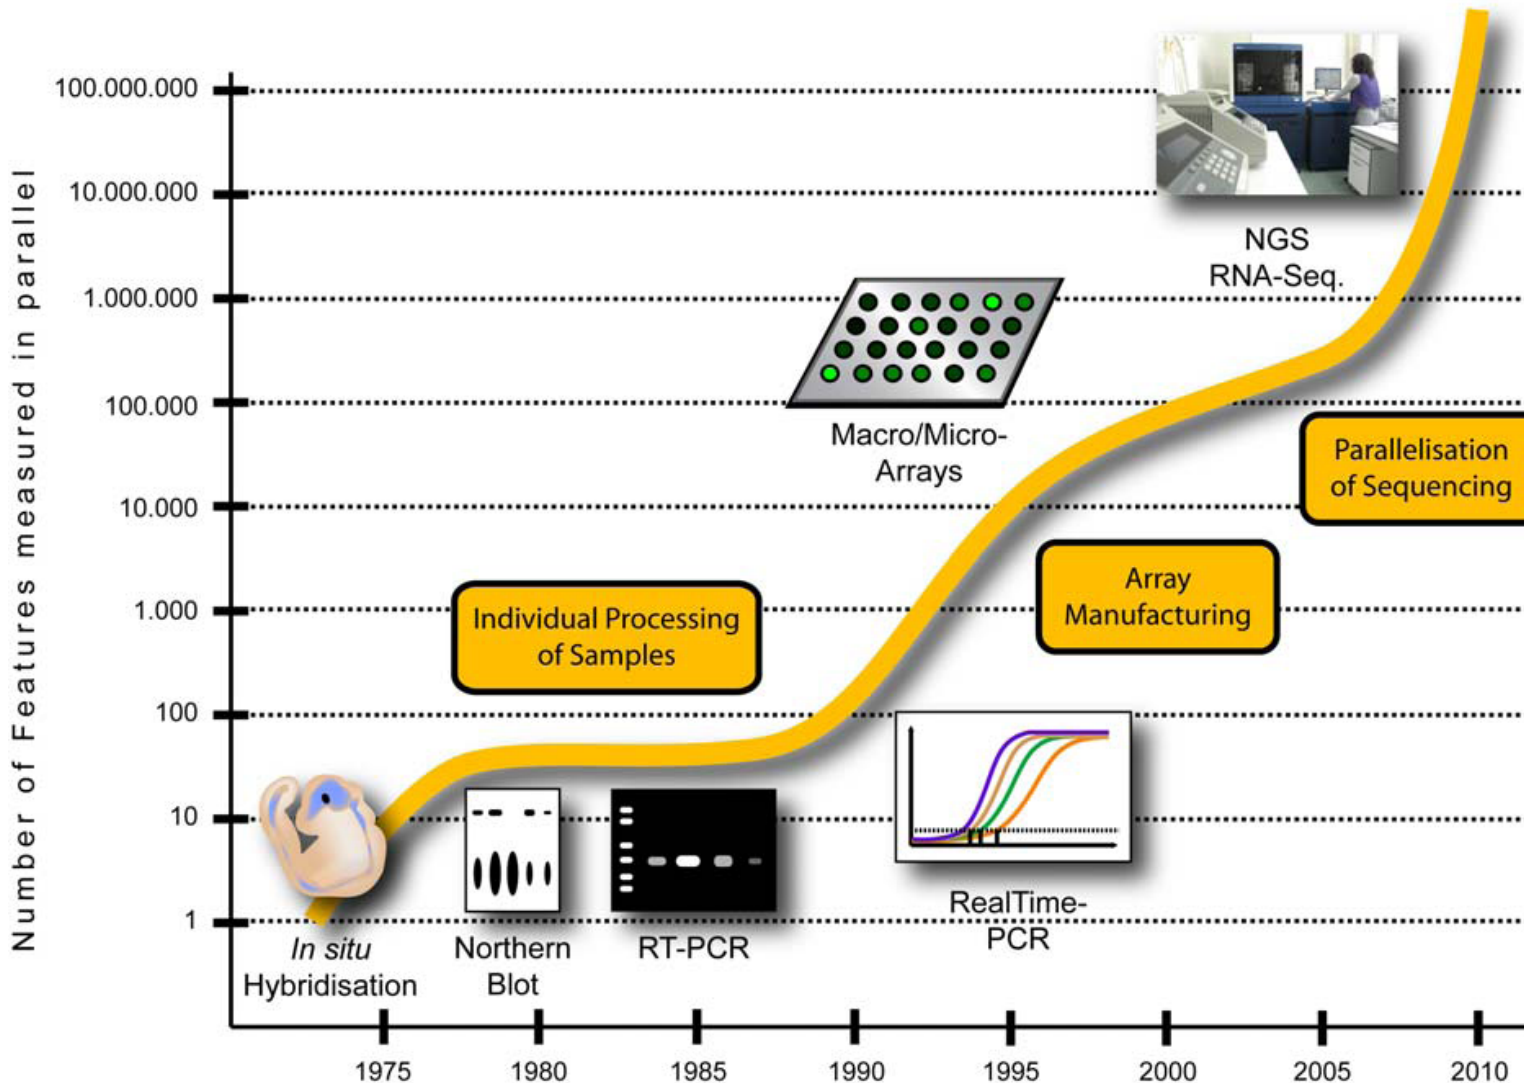 Number of Features measured in parallel
100.000.000
10.000.000
1.000.000
100.000
10.000
1.000
100
10
1
NGS
RNA-Seq.
Macro/Micro-
Arrays
Parallelisation
of Sequencing
Array
Manufacturing
Individual Processing
of Samples
In situ
Hybridisation
Northern
Blot
RT-PCR
RealTime-
PCR
1975
1980
1985
1990
1995
2000
2005
2010